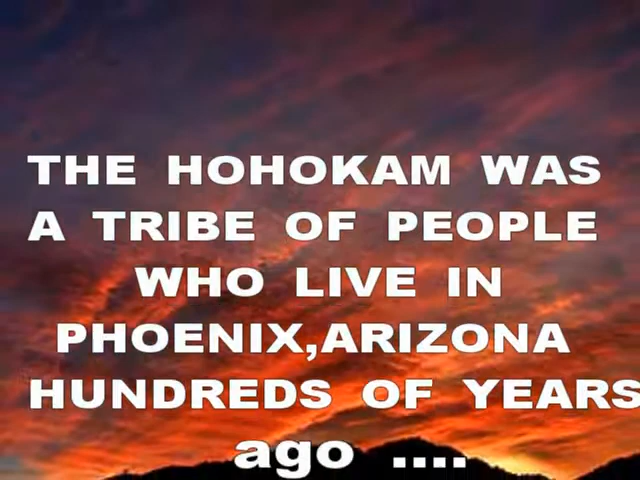 THE HOHOKAM WAS
A TRIBE OF PEOPLE
WHO LIVE IN
PHOENIX,ARIZONA
HUNDREDS OF YEARS
ago ....